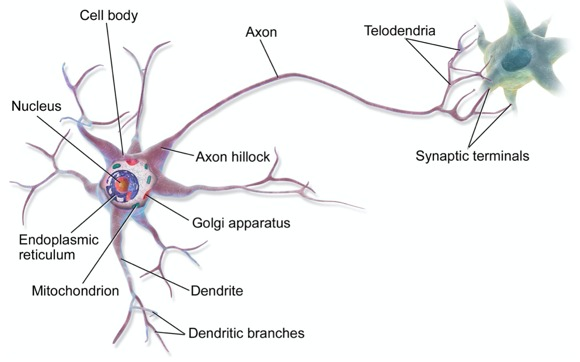 Cell body
Axon
Telodendria
Nucleus
Axon hillock
Synaptic terminals
Golgi apparatus
Endoplasmic
reticulum
Mitochondrion
Dendrite
Dendritic branches